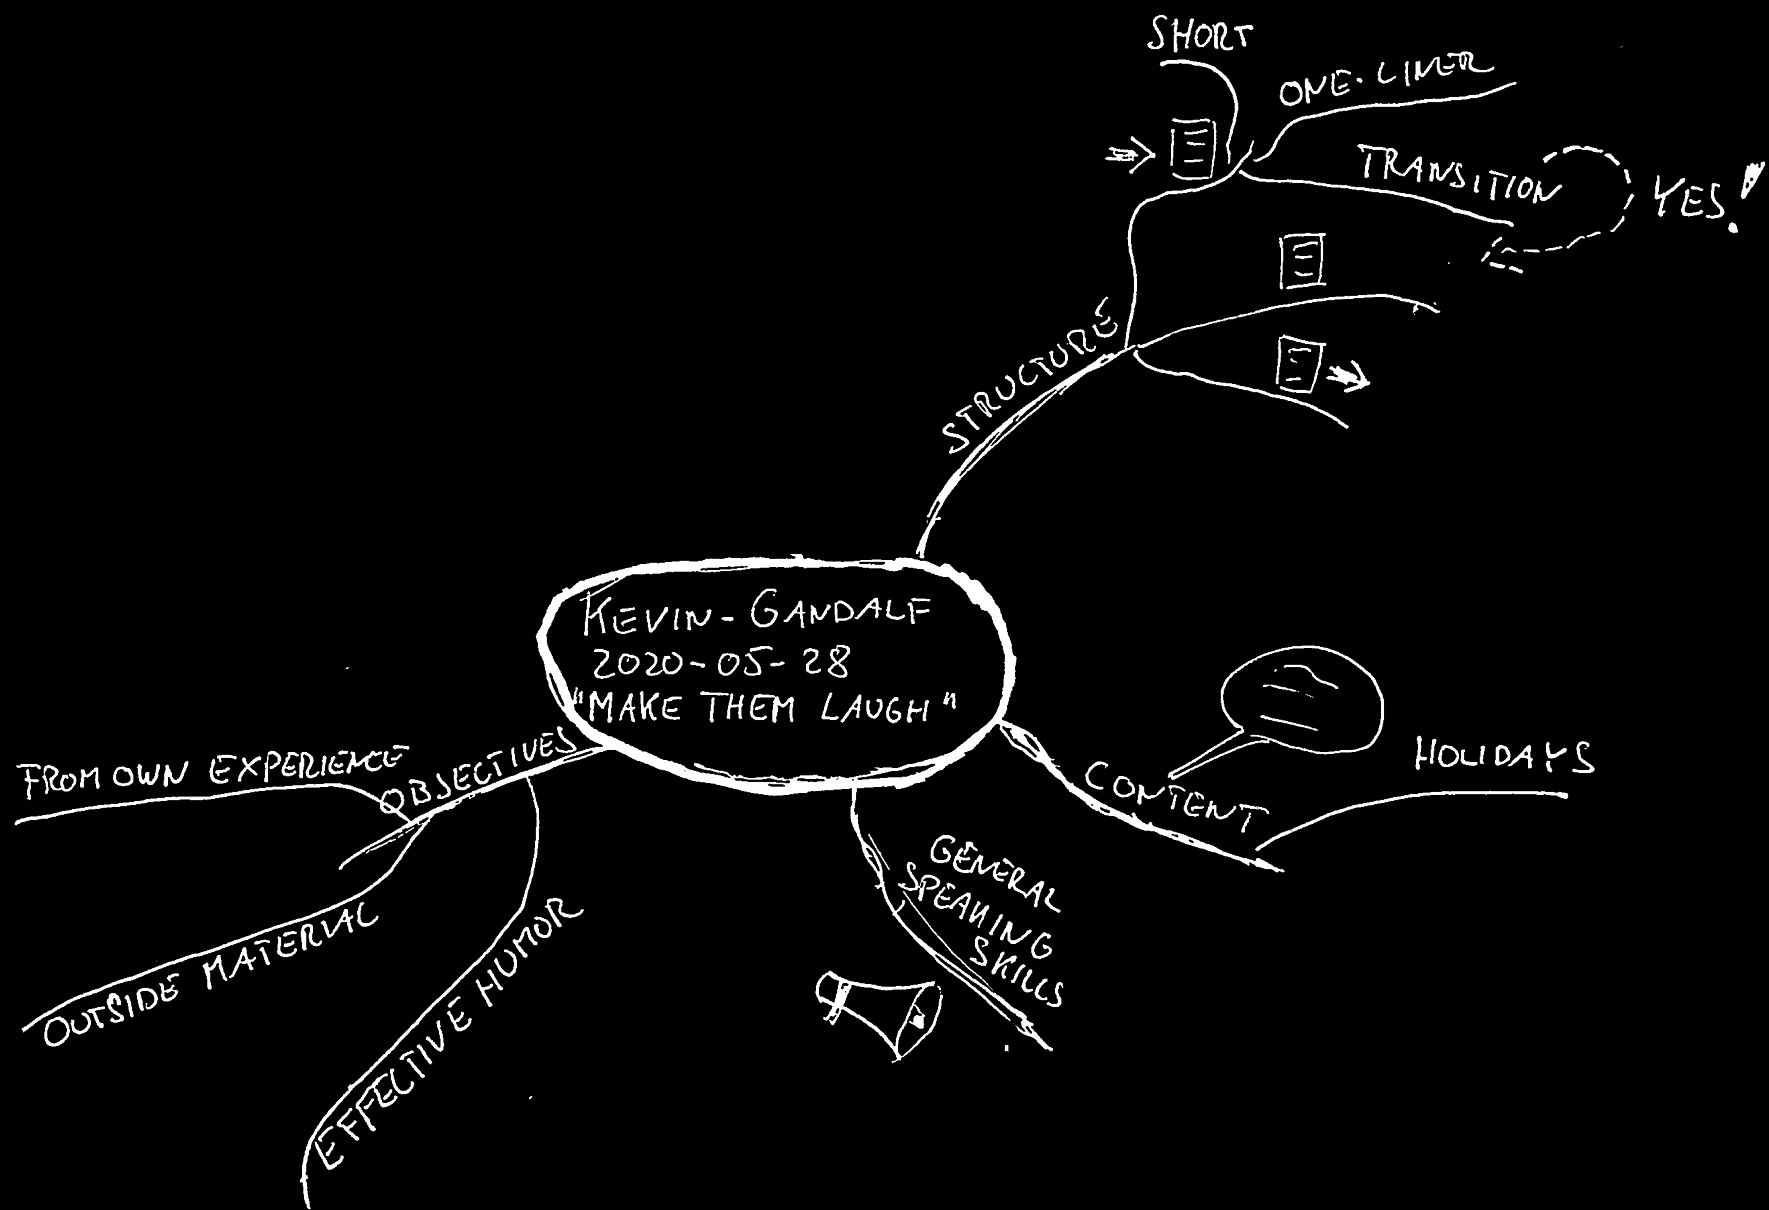 SHORT
ONE-LINER
TRANSITION
YES!
STRUCTURE
KEVIN-GANDALF
2020-05-28
"MAKE THEM LAUGH"
CONTENT
HOLIDAYS
GENERAL
SPEAKING
SKILLS
OBJECTIVES
FROM OWN EXPERIENCE
OUTSIDE MATERIAL
EFFECTIVE HUMOR